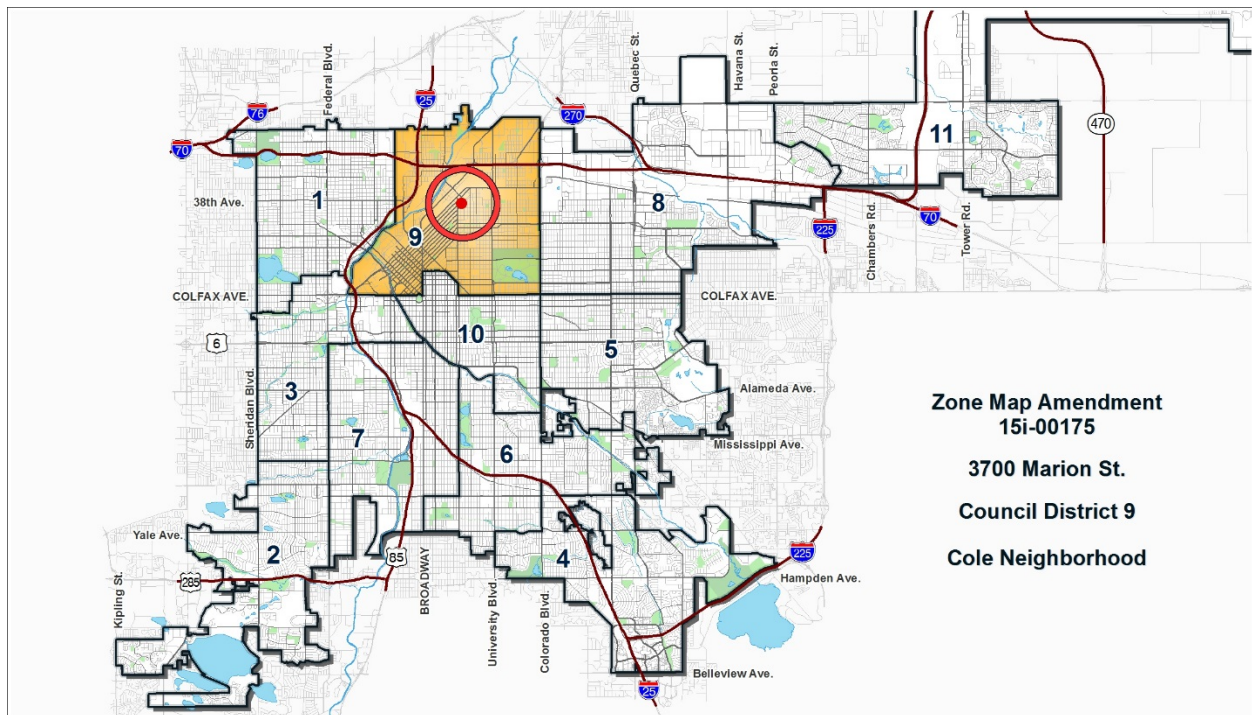 Federal Blvd.
Quebec St.
Havana St.
Peoria St.
76
25
270
70
470
11
38th Ave.
1
8
9
225
70
Chambers Rd.
Tower Rd.
COLFAX AVE.
COLFAX AVE.
6
10
5
3
Sheridan Blvd.
7
Alameda Ave.
Mississippi Ave.
6
Zone Map Amendment
15i-00175
3700 Marion St.
Council District 9
Cole Neighborhood
Yale Ave.
2
85
4
225
285
Kipling St.
BROADWAY
University Blvd.
Colorado Blvd.
Hampden Ave.
Belleview Ave.
25